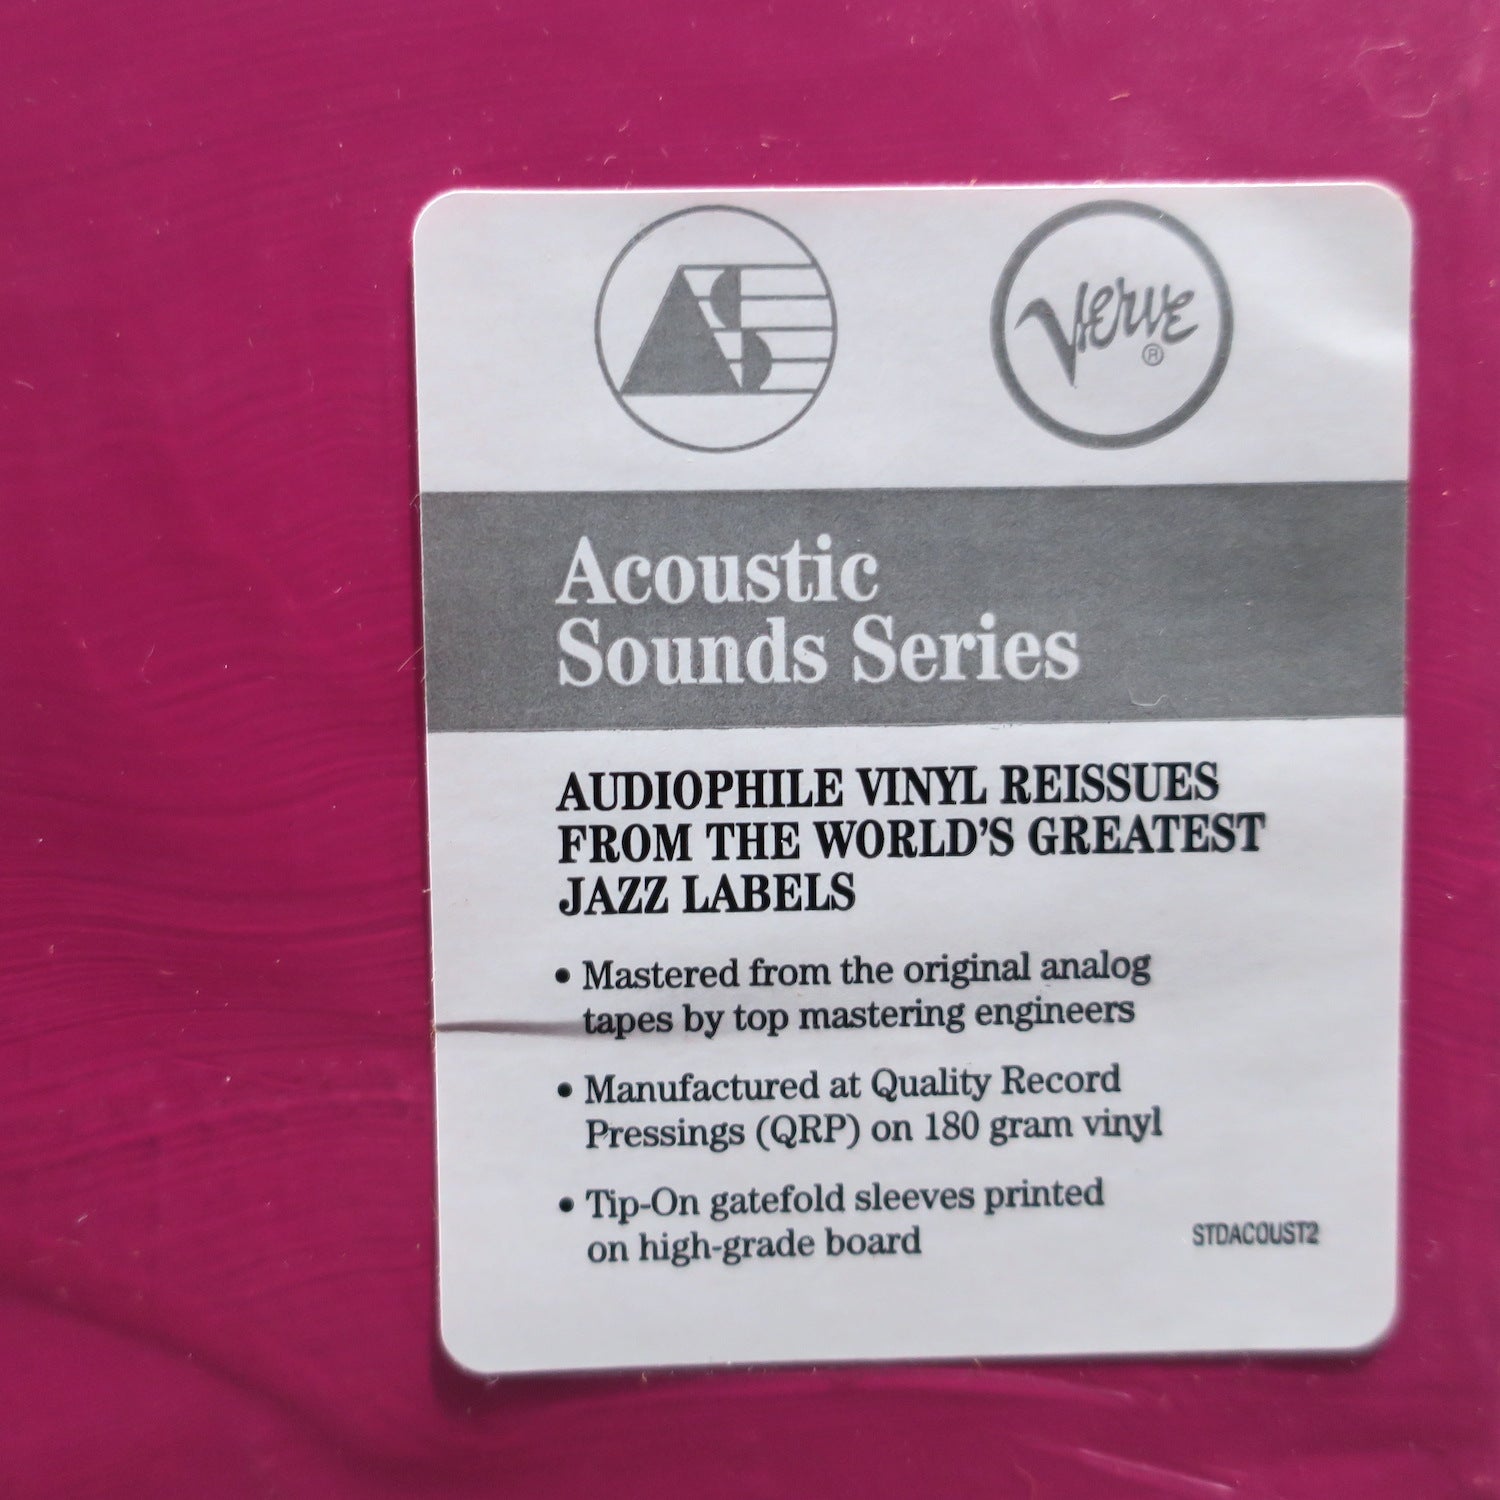 AS
Verve
®
Acoustic
Sounds Series
AUDIOPHILE VINYL REISSUES
FROM THE WORLD’S GREATEST
JAZZ LABELS
• Mastered from the original analog
tapes by top mastering engineers
• Manufactured at Quality Record
Pressings (QRP) on 180 gram vinyl
• Tip-On gatefold sleeves printed
on high-grade board
STDACOUST2